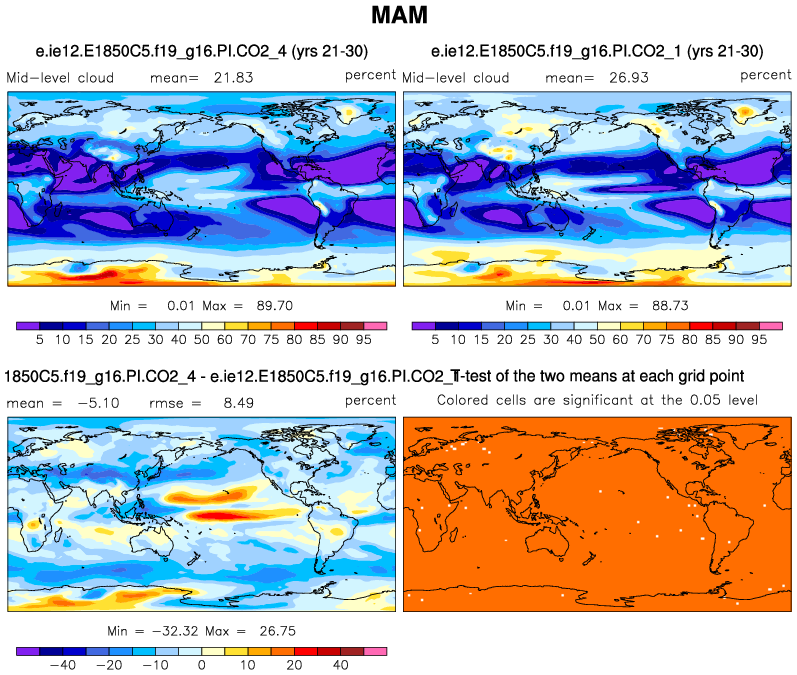 MAM
e.ie12.E1850C5.f19_g16.PI.CO2_4 (yrs 21-30)
Mid-level cloud mean= 21.83 percent
Min = 0.01 Max = 89.70
5 10 15 20 25 30 40 50 60 70 80 85 90 95
e.ie12.E1850C5.f19_g16.PI.CO2_1 (yrs 21-30)
Mid-level cloud mean= 26.93 percent
Min = 0.01 Max = 88.73
5 10 15 20 25 30 40 50 60 70 80 85 90 95
1850C5.f19_g16.PI.CO2_4 - e.ie12.E1850C5.f19_g16.PI.CO2_1
mean = -5.10 rmse = 8.49 percent
Min = -32.32 Max = 26.75
-40 -20 -10 0 10 20 40
T-test of the two means at each grid point
Colored cells are significant at the 0.05 level